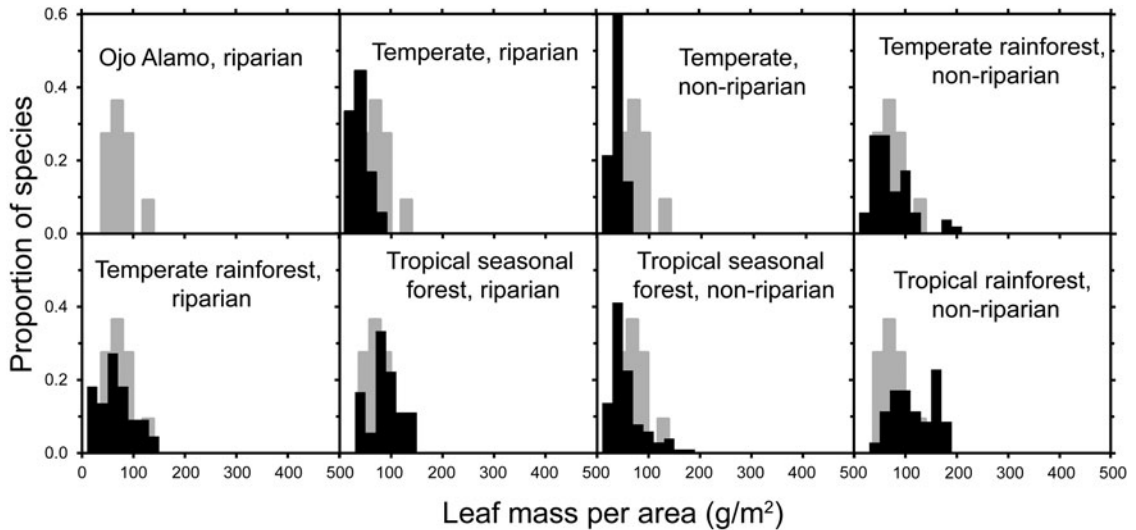 0.6
Ojo Alamo, riparian
Temperate, riparian
Temperate,
non-riparian
Temperate rainforest,
non-riparian
0.4
0.2
0.0
Temperate rainforest,
riparian
Tropical seasonal
forest, riparian
Tropical seasonal
forest, non-riparian
Tropical rainforest,
non-riparian
0.4
0.2
0.0
Proportion of species
0 100 200 300 400 500 100 200 300 400 500 100 200 300 400 500 100 200 300 400 500
Leaf mass per area (g/m²)